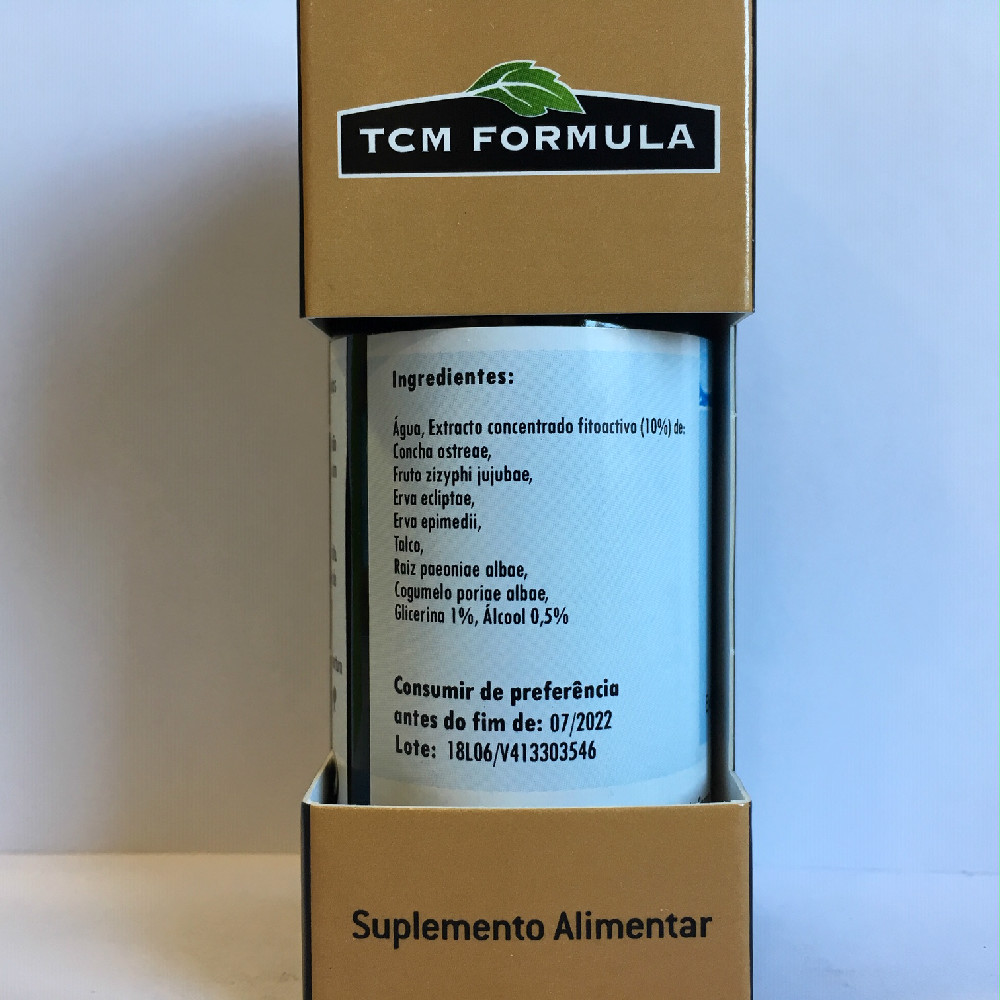 TCM FORMULA
Ingredientes:
Água, Extracto concentrado fitoactivo (10%) de:
Concha ostreae,
Fruto zizyphi jujubae,
Erva ecliptae,
Erva epimedii,
Talco,
Raiz paeoniae albae,
Cogumelo poriae albae,
Glicerina 1%, Álcool 0,5%
Consumir de preferência
antes do fim de: 07/2022
Lote: 18L06/V413303546
Suplemento Alimentar